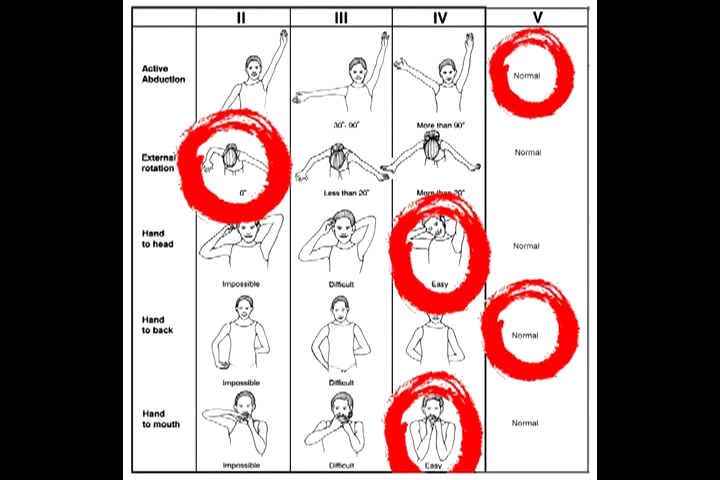 II III IV V
Active
Abduction
Normal
30°- 90°
More than 90°
External
rotation
Normal
0°
Less than 20°
More than 20°
Hand
to head
Normal
Impossible
Difficult
Easy
Hand
to back
Normal
Impossible
Difficult
Hand
to mouth
Normal
Impossible
Difficult
Easy